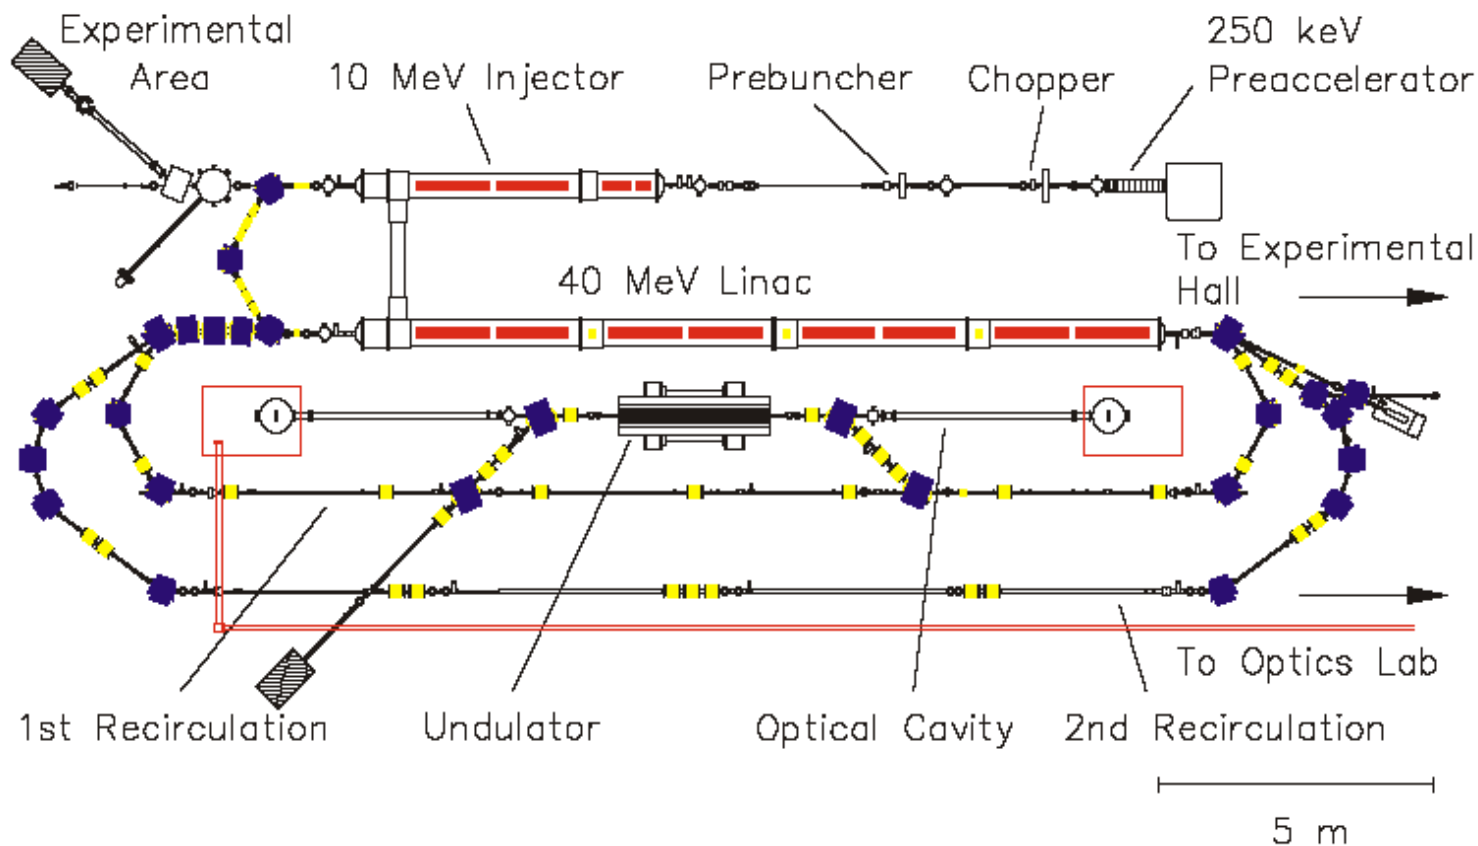 Experimental
Area
10 MeV Injector
Prebuncher
Chopper
250 keV
Preaccelerator
To Experimental
Hall
40 MeV Linac
To Optics Lab
1st Recirculation
Undulator
Optical Cavity
2nd Recirculation
5 m